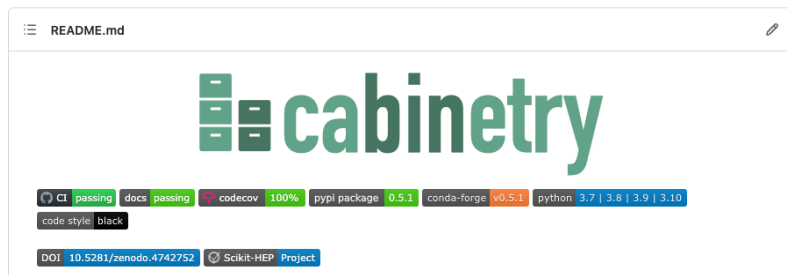 README.md
cabinetry
CI passing docs passing codecov 100% pypi package 0.5.1 conda-forge v0.5.1 python 3.7 | 3.8 | 3.9 | 3.10
code style black
DOI 10.5281/zenodo.4742752 Scikit-HEP Project